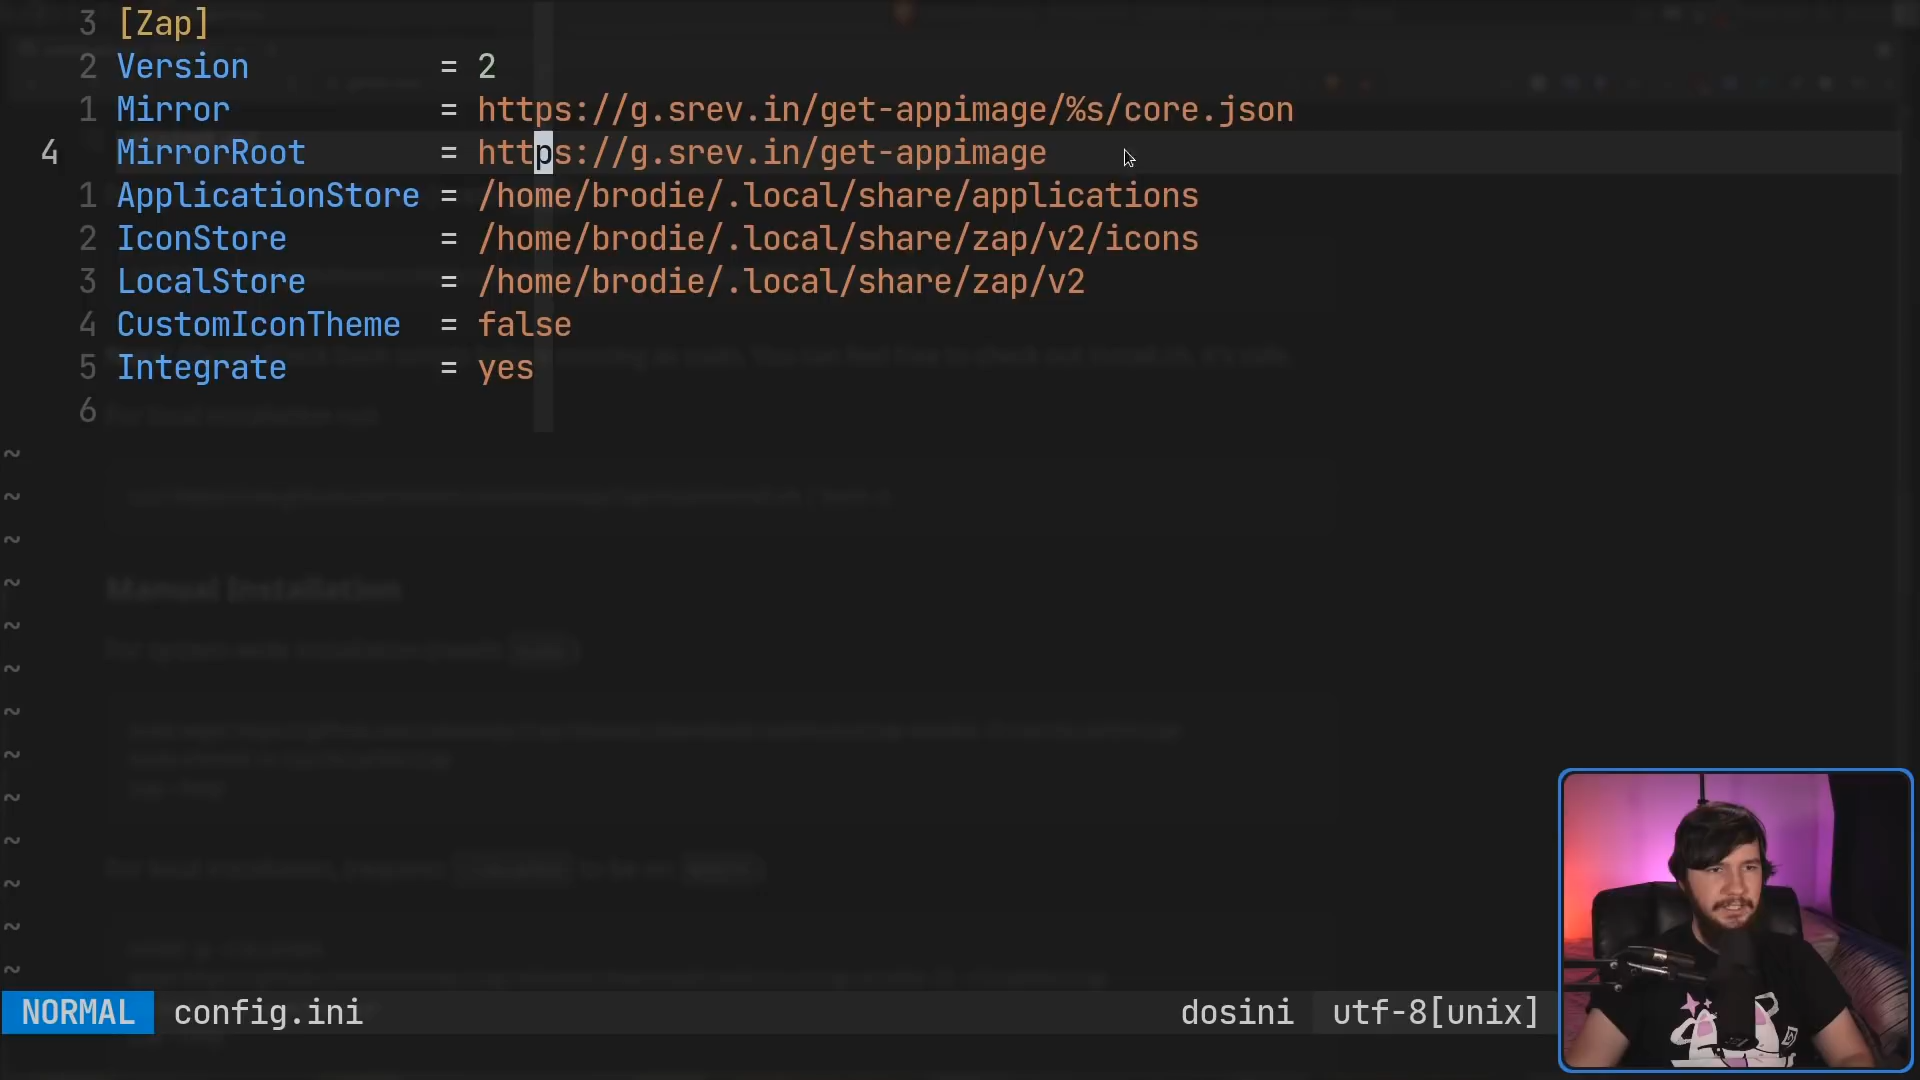 3 [Zap]
2 Version = 2
1 Mirror = https://g.srev.in/get-appimage/%s/core.json
4 MirrorRoot = https://g.srev.in/get-appimage
1 ApplicationStore = /home/brodie/.local/share/applications
2 IconStore = /home/brodie/.local/share/zap/v2/icons
3 LocalStore = /home/brodie/.local/share/zap/v2
4 CustomIconTheme = false
5 Integrate = yes
6
~
~
~
~
Manual Installation
~
~
~
~
~
~
~
~
~
NORMAL config.ini dosini utf-8[unix]